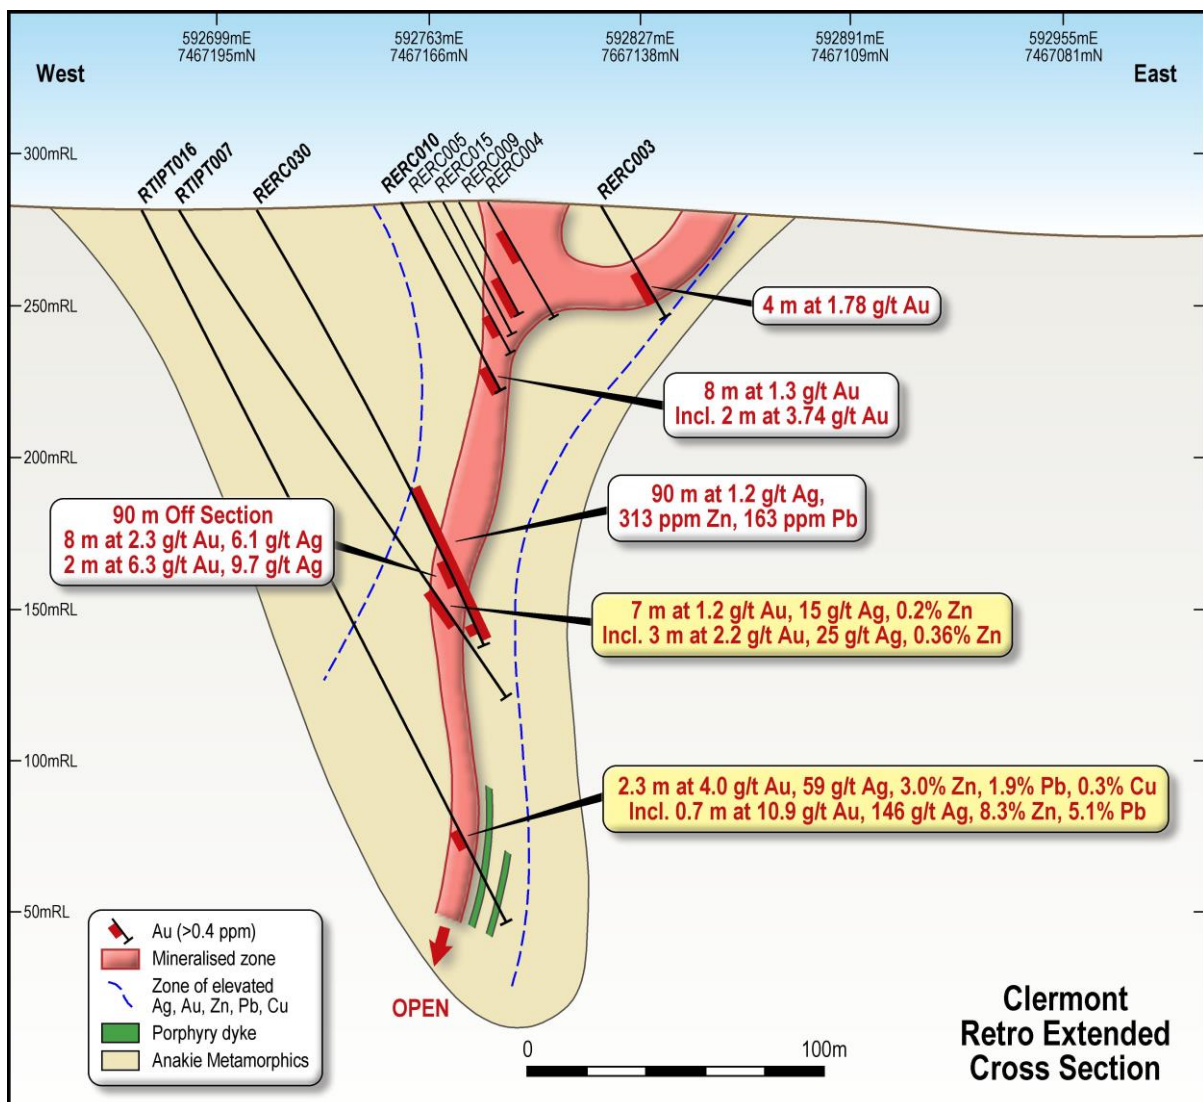 592699mE
7467195mN
592763mE
7467166mN
592827mE
7667138mN
592891mE
7467109mN
592955mE
7467081mN
West
East
300mRL
250mRL
200mRL
150mRL
100mRL
50mRL
RTIPT016
RTIPT007
RERC030
RERC010
RERC005
RERC015
RERC009
RERC004
RERC003
4 m at 1.78 g/t Au
8 m at 1.3 g/t Au
Incl. 2 m at 3.74 g/t Au
90 m at 1.2 g/t Ag,
313 ppm Zn, 163 ppm Pb
90 m Off Section
8 m at 2.3 g/t Au, 6.1 g/t Ag
2 m at 6.3 g/t Au, 9.7 g/t Ag
7 m at 1.2 g/t Au, 15 g/t Ag, 0.2% Zn
Incl. 3 m at 2.2 g/t Au, 25 g/t Ag, 0.36% Zn
2.3 m at 4.0 g/t Au, 59 g/t Ag, 3.0% Zn, 1.9% Pb, 0.3% Cu
Incl. 0.7 m at 10.9 g/t Au, 146 g/t Ag, 8.3% Zn, 5.1% Pb
Au (>0.4 ppm)
Mineralised zone
Zone of elevated
Ag, Au, Zn, Pb, Cu
Porphyry dyke
Anakie Metamorphics
OPEN
0
100m
Clermont
Retro Extended
Cross Section